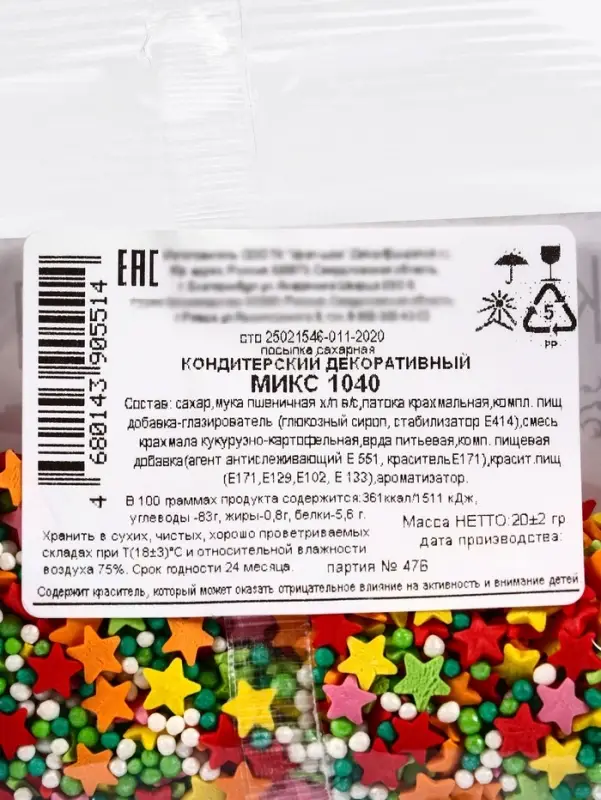 EAC
4 680143 905514
5
PP
сто 25021546-011-2020
посыпка сахарная
КОНДИТЕРСКИЙ ДЕКОРАТИВНЫЙ
МИКС 1040
Состав: сахар,мука пшеничная х/п в/с,патока крахмальная,компл. пищ
добавка-глазирователь (глюкозный сироп, стабилизатор Е414),смесь
крахмала кукурузно-картофельная,врда питьевая,комп. пищевая
добавка(агент антислеживающий Е 551, краситвльЕ171),красит.пищ
(Е171,Е129,Е102, Е 133),ароматизатор.
В 100 граммах продукта содержится:361ккал/1511 кДж,
углеводы -83г, жиры-0,8г, белки-5,6 г.
Масса НЕТТО:20±2 гр
дата производства:
Хранить в сухих, чистых, хорошо проветриваемых
складах при Т(18±3)°С и относительной влажности
воздуха 75%. Срок годности 24 месяца.
партия № 47Б
Содержит краситель, который может оказать отрицательное влияние на активность и внимание детей